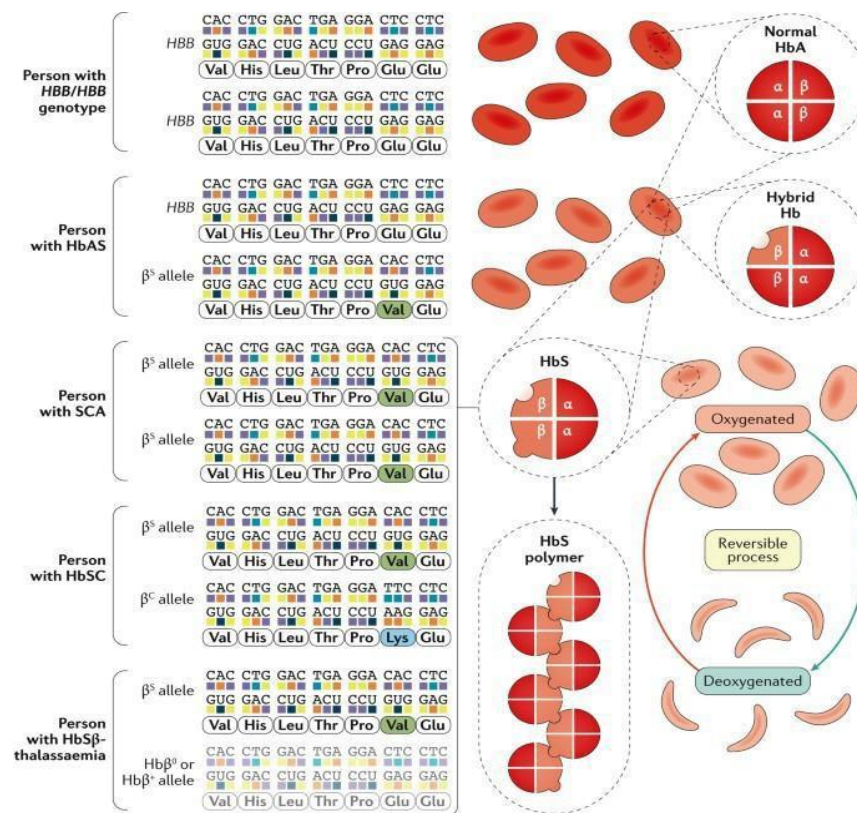 Person with
HBB/HBB
genotype
CAC CTG GAC TGA GGA CTC CTC
HBB
GUG GAC CUG ACU CCU GAG GAG
Val His Leu Thr Pro Glu Glu
CAC CTG GAC TGA GGA CTC CTC
HBB
GUG GAC CUG ACU CCU GAG GAG
Val His Leu Thr Pro Glu Glu
Normal
HbA
α β
α β
Person
with HbAS
CAC CTG GAC TGA GGA CTC CTC
HBB
GUG GAC CUG ACU CCU GAG GAG
Val His Leu Thr Pro Glu Glu
CAC CTG GAC TGA GGA CAC CTC
βS allele
GUG GAC CUG ACU CCU GUG GAG
Val His Leu Thr Pro Val Glu
Hybrid
Hb
β α
β α
Person
with SCA
CAC CTG GAC TGA GGA CAC CTC
βS allele
GUG GAC CUG ACU CCU GUG GAG
Val His Leu Thr Pro Val Glu
CAC CTG GAC TGA GGA CAC CTC
βS allele
GUG GAC CUG ACU CCU GUG GAG
Val His Leu Thr Pro Val Glu
HbS
β α
β α
Oxygenated
Reversible
process
Deoxygenated
Person
with HbSC
CAC CTG GAC TGA GGA CAC CTC
βS allele
GUG GAC CUG ACU CCU GUG GAG
Val His Leu Thr Pro Val Glu
CAC CTG GAC TGA GGA TTC CTC
βC allele
GUG GAC CUG ACU CCU AAG GAG
Val His Leu Thr Pro Lys Glu
HbS
polymer
Person
with HbSβ-
thalassaemia
CAC CTG GAC TGA GGA CAC CTC
βS allele
GUG GAC CUG ACU CCU GUG GAG
Val His Leu Thr Pro Val Glu
CAC CTG GAC TGA GGA CTC CTC
Hbβ0 or
Hbβ+ allele
GUG GAC CUG ACU CCU GAG GAG
Val His Leu Thr Pro Glu Glu